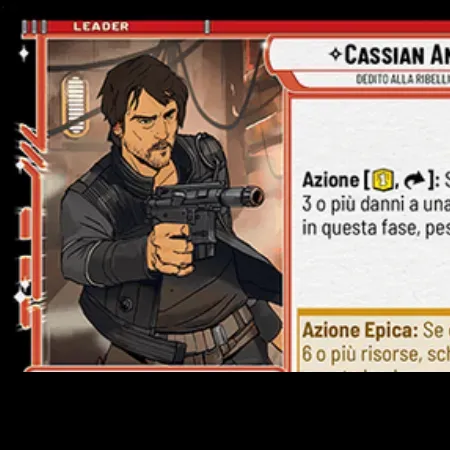 LEADER
CASSIAN AN
DEDITO ALLA RIBELLI
Azione [1, ]: S
3 o più danni a una
in questa fase, pes
Azione Epica: Se
6 o più risorse, sch